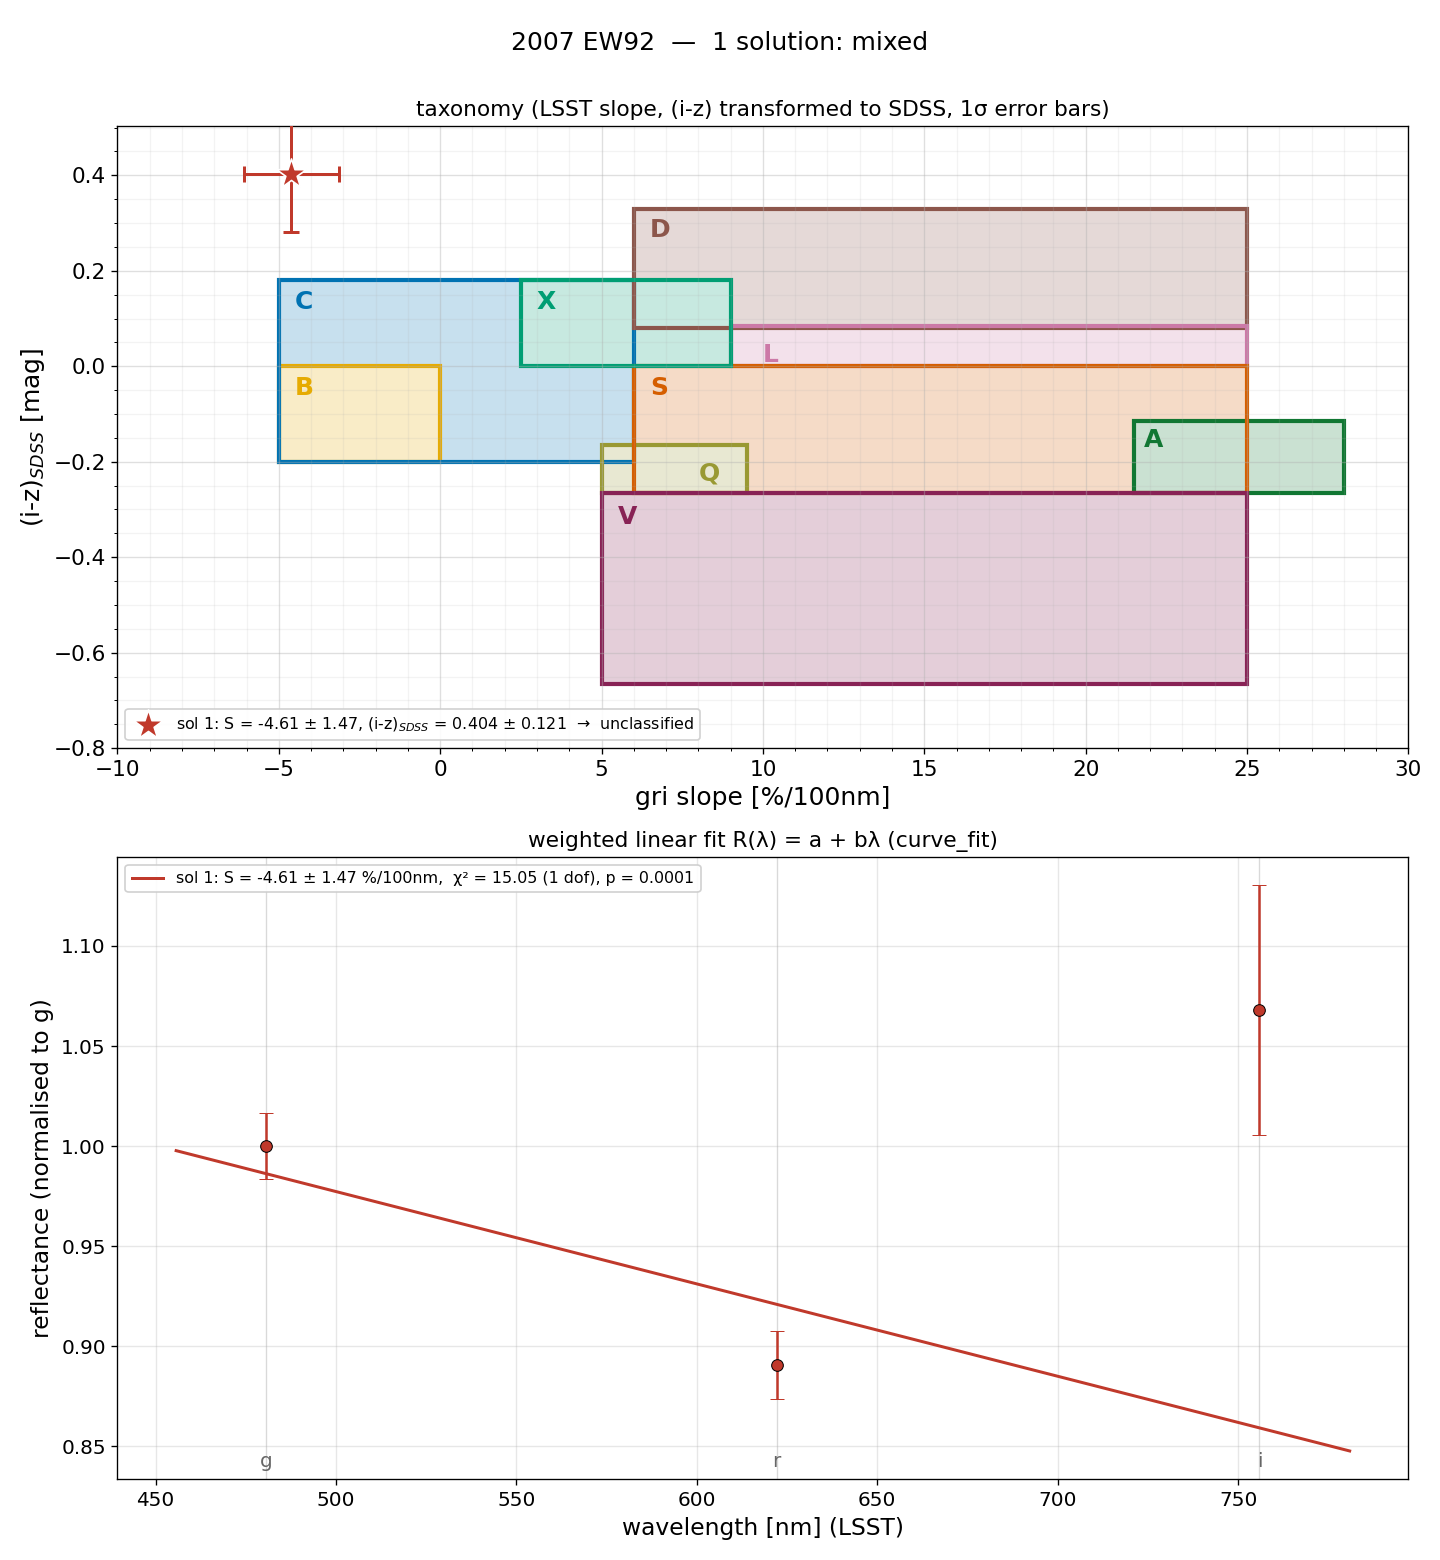 2007 EW92 — 1 solution: mixed
taxonomy (LSST slope, (i-z) transformed to SDSS, 1σ error bars)
(i-z)SDSS [mag]
0.4
0.2
0.0
−0.2
−0.4
−0.6
−0.8
D
C
X
L
B
S
A
Q
V
sol 1: S = -4.61 ± 1.47, (i-z)SDSS = 0.404 ± 0.121 → unclassified
−10
−5
0
5
10
15
20
25
30
gri slope [%/100nm]
weighted linear fit R(λ) = a + bλ (curve_fit)
sol 1: S = -4.61 ± 1.47 %/100nm, χ² = 15.05 (1 dof), p = 0.0001
reflectance (normalised to g)
1.10
1.05
1.00
0.95
0.90
0.85
g
r
i
450
500
550
600
650
700
750
wavelength [nm] (LSST)